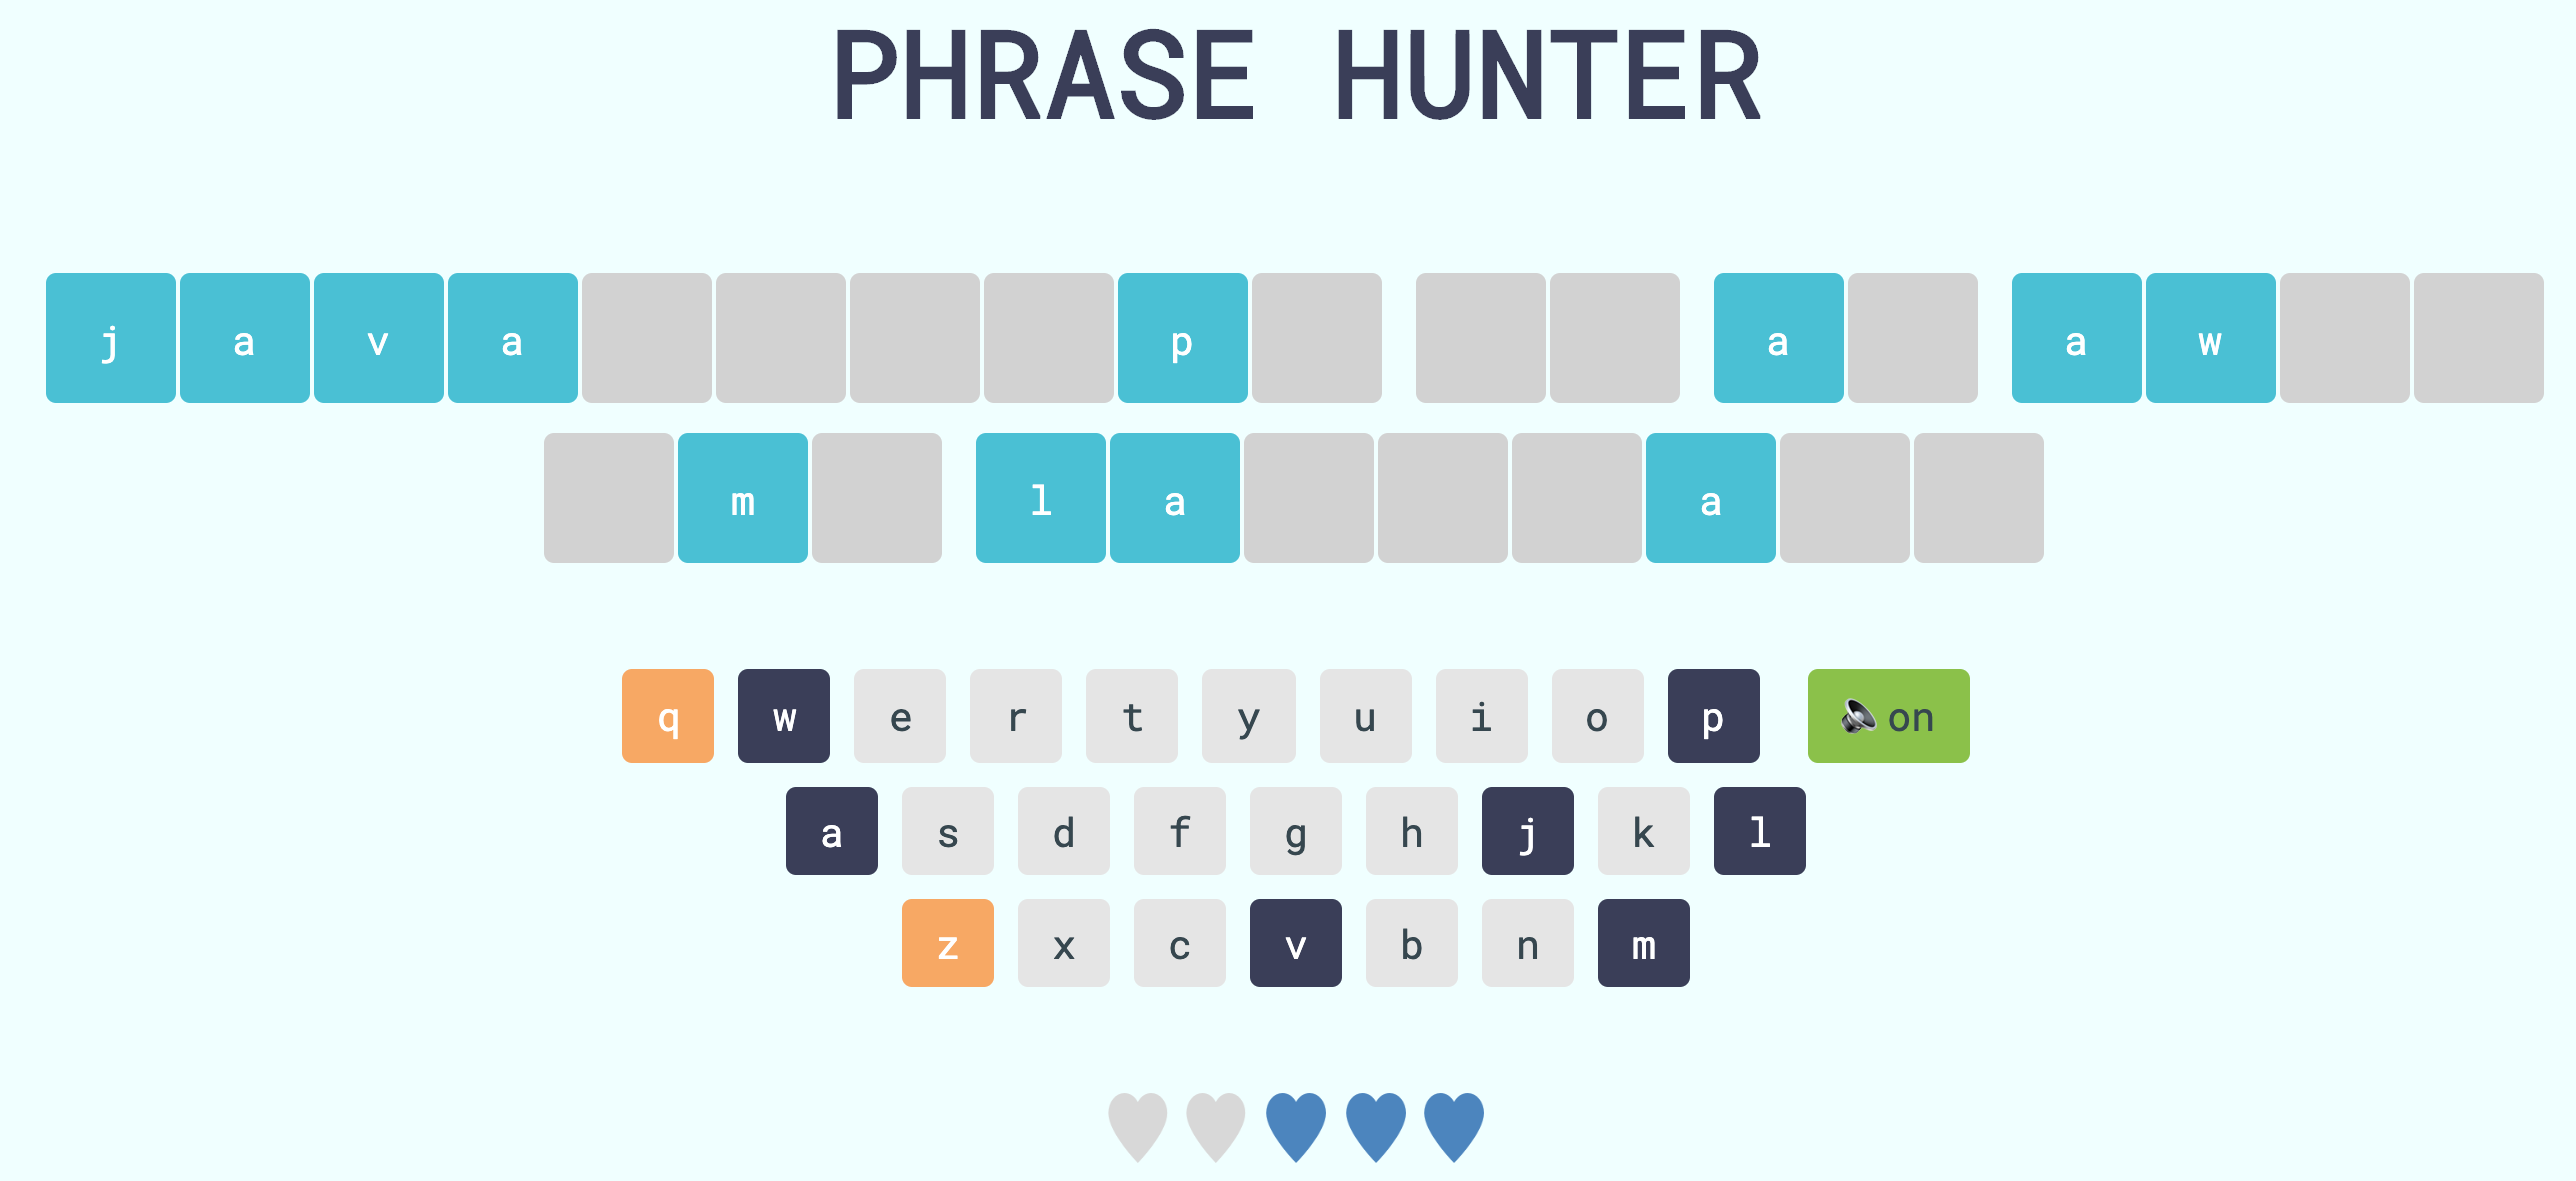 PHRASE HUNTER
j a v a p a a w
m l a a
q w e r t y u i o p on
a s d f g h j k l
z x c v b n m